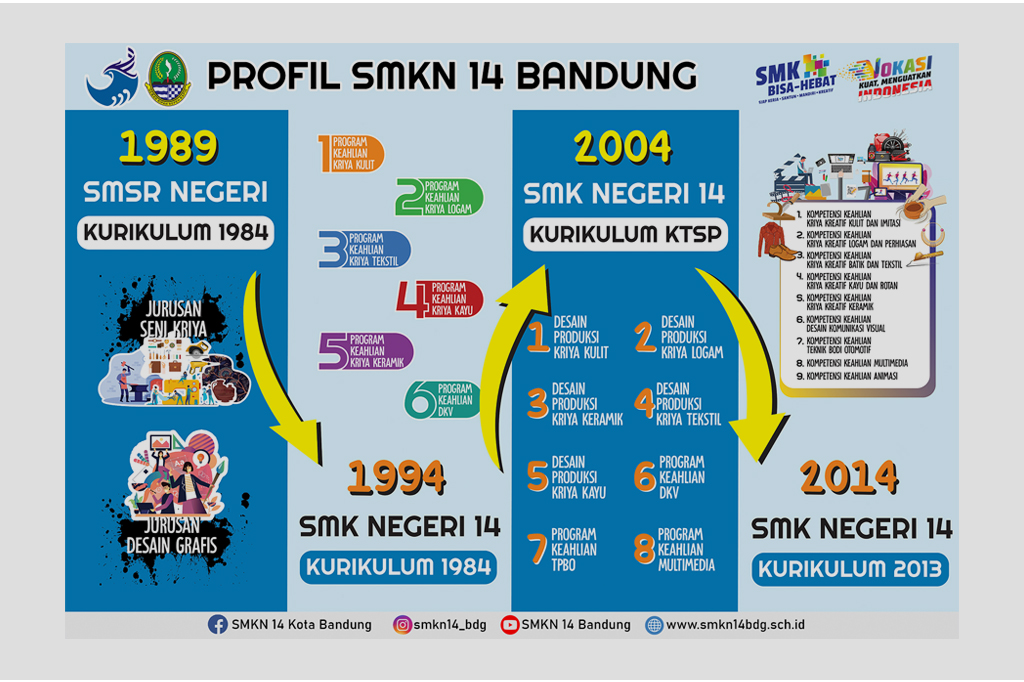 PROFIL SMKN 14 BANDUNG
SMK
BISA-HEBAT
SIAP KERJA • SANTUN • MANDIRI • KREATIF
VOKASI
KUAT, MENGUATKAN
INDONESIA
1989
SMSR NEGERI
KURIKULUM 1984
JURUSAN
SENI KRIYA
JURUSAN
DESAIN GRAFIS
1 PROGRAM
KEAHLIAN
KRIYA KULIT
2 PROGRAM
KEAHLIAN
KRIYA LOGAM
3 PROGRAM
KEAHLIAN
KRIYA TEKSTIL
4 PROGRAM
KEAHLIAN
KRIYA KAYU
5 PROGRAM
KEAHLIAN
KRIYA KERAMIK
6 PROGRAM
KEAHLIAN
DKV
1994
SMK NEGERI 14
KURIKULUM 1984
2004
SMK NEGERI 14
KURIKULUM KTSP
1 DESAIN
PRODUKSI
KRIYA KULIT
2 DESAIN
PRODUKSI
KRIYA LOGAM
3 DESAIN
PRODUKSI
KRIYA KERAMIK
4 DESAIN
PRODUKSI
KRIYA TEKSTIL
5 DESAIN
PRODUKSI
KRIYA KAYU
6 PROGRAM
KEAHLIAN
DKV
7 PROGRAM
KEAHLIAN
TPBO
8 PROGRAM
KEAHLIAN
MULTIMEDIA
1. KOMPETENSI KEAHLIAN
KRIYA KREATIF KULIT DAN IMITASI
2. KOMPETENSI KEAHLIAN
KRIYA KREATIF LOGAM DAN PERHIASAN
3. KOMPETENSI KEAHLIAN
KRIYA KREATIF BATIK DAN TEKSTIL
4. KOMPETENSI KEAHLIAN
KRIYA KREATIF KAYU DAN ROTAN
5. KOMPETENSI KEAHLIAN
KRIYA KREATIF KERAMIK
6. KOMPETENSI KEAHLIAN
DESAIN KOMUNIKASI VISUAL
7. KOMPETENSI KEAHLIAN
TEKNIK BODI OTOMOTIF
8. KOMPETENSI KEAHLIAN MULTIMEDIA
9. KOMPETENSI KEAHLIAN ANIMASI
2014
SMK NEGERI 14
KURIKULUM 2013
SMKN 14 Kota Bandung
smkn14_bdg
SMKN 14 Bandung
www.smkn14bdg.sch.id